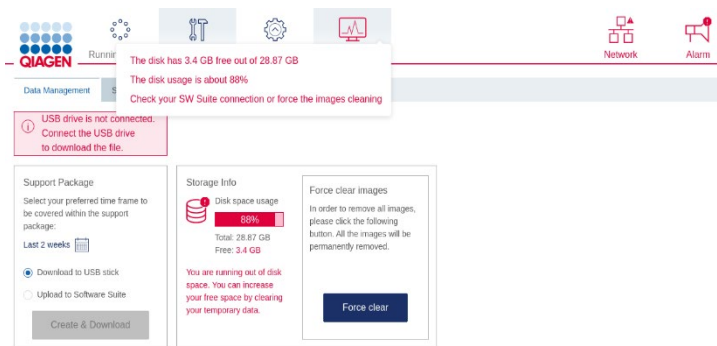 QIAGEN
Runnin
Network
Alarm
The disk has 3.4 GB free out of 28.87 GB
The disk usage is about 88%
Check your SW Suite connection or force the images cleaning
Data Management
S
USB drive is not connected.
Connect the USB drive
to download the file.
Support Package
Select your preferred time frame to
be covered within the support
package:
Last 2 weeks
Download to USB stick
Upload to Software Suite
Create & Download
Storage Info
Disk space usage
88%
Total: 28.87 GB
Free: 3.4 GB
You are running out of disk
space. You can increase
your free space by clearing
your temporary data.
Force clear images
In order to remove all images,
please click the following
button. All the images will be
permanently removed.
Force clear